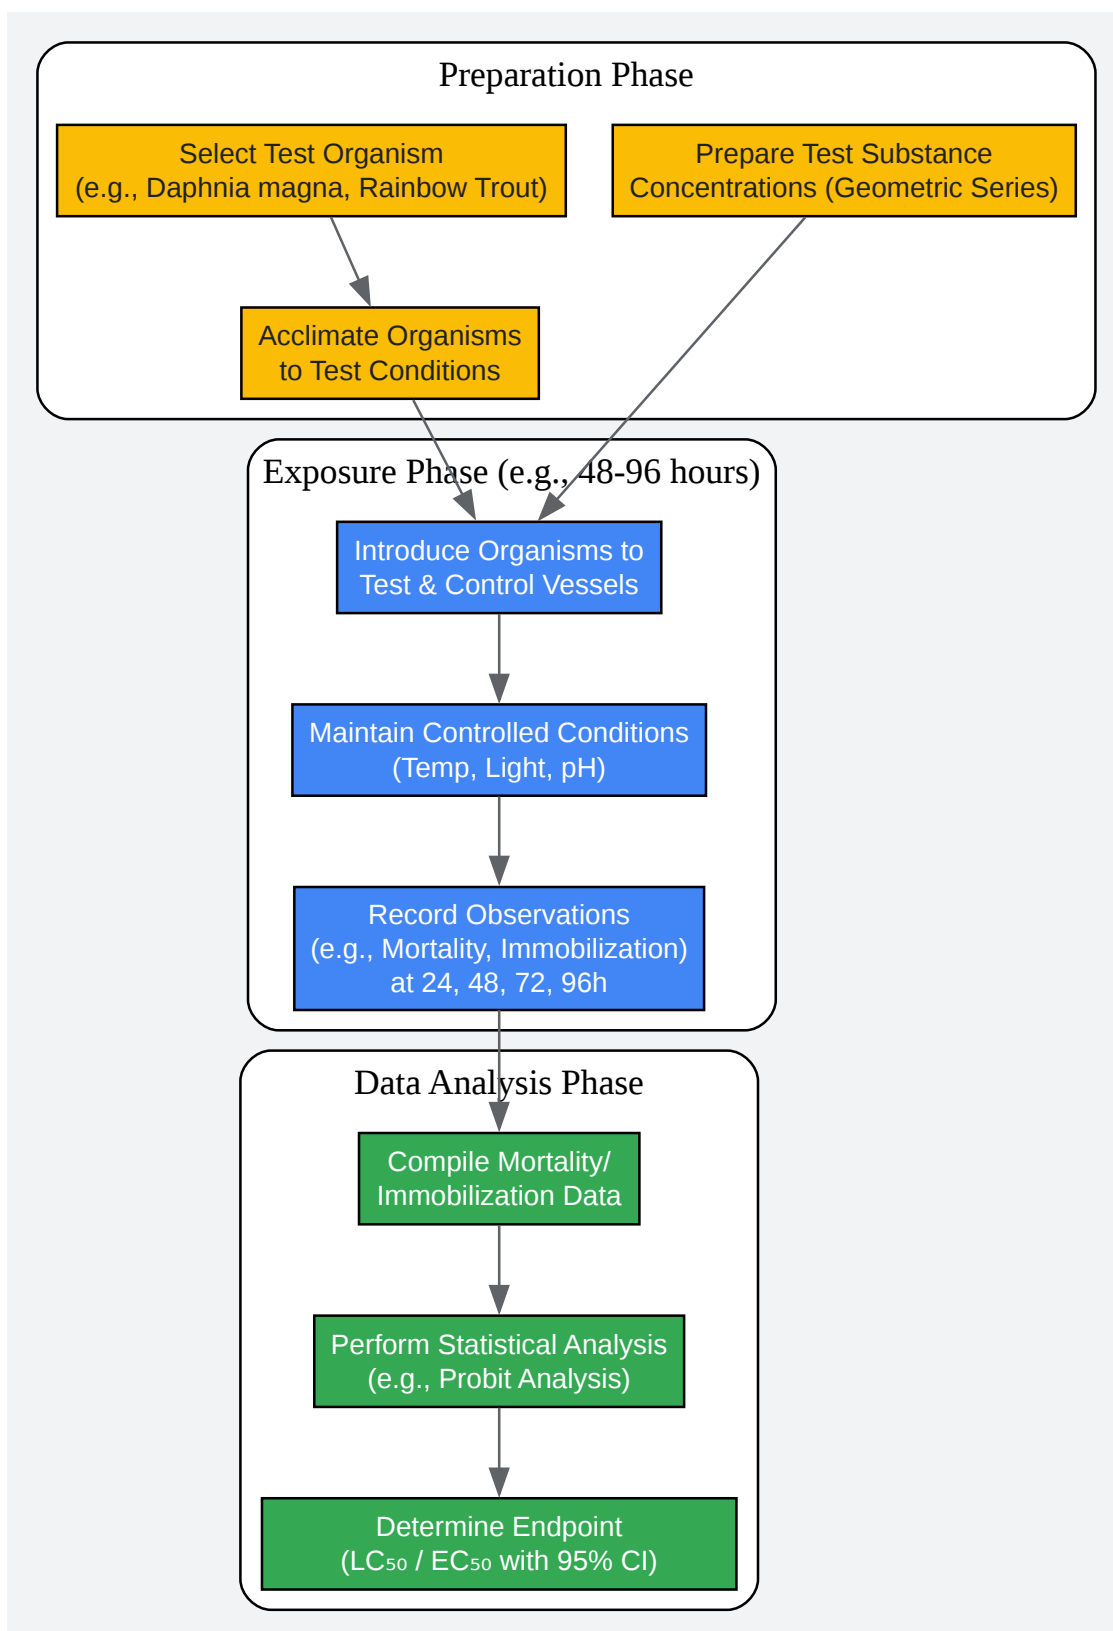 Preparation Phase
Select Test Organism
(e.g., Daphnia magna, Rainbow Trout)
Prepare Test Substance
Concentrations (Geometric Series)
Acclimate Organisms
to Test Conditions
Exposure Phase (e.g., 48-96 hours)
Introduce Organisms to
Test & Control Vessels
Maintain Controlled Conditions
(Temp, Light, pH)
Record Observations
(e.g., Mortality, Immobilization)
at 24, 48, 72, 96h
Data Analysis Phase
Compile Mortality/
Immobilization Data
Perform Statistical Analysis
(e.g., Probit Analysis)
Determine Endpoint
(LC₅₀ / EC₅₀ with 95% CI)